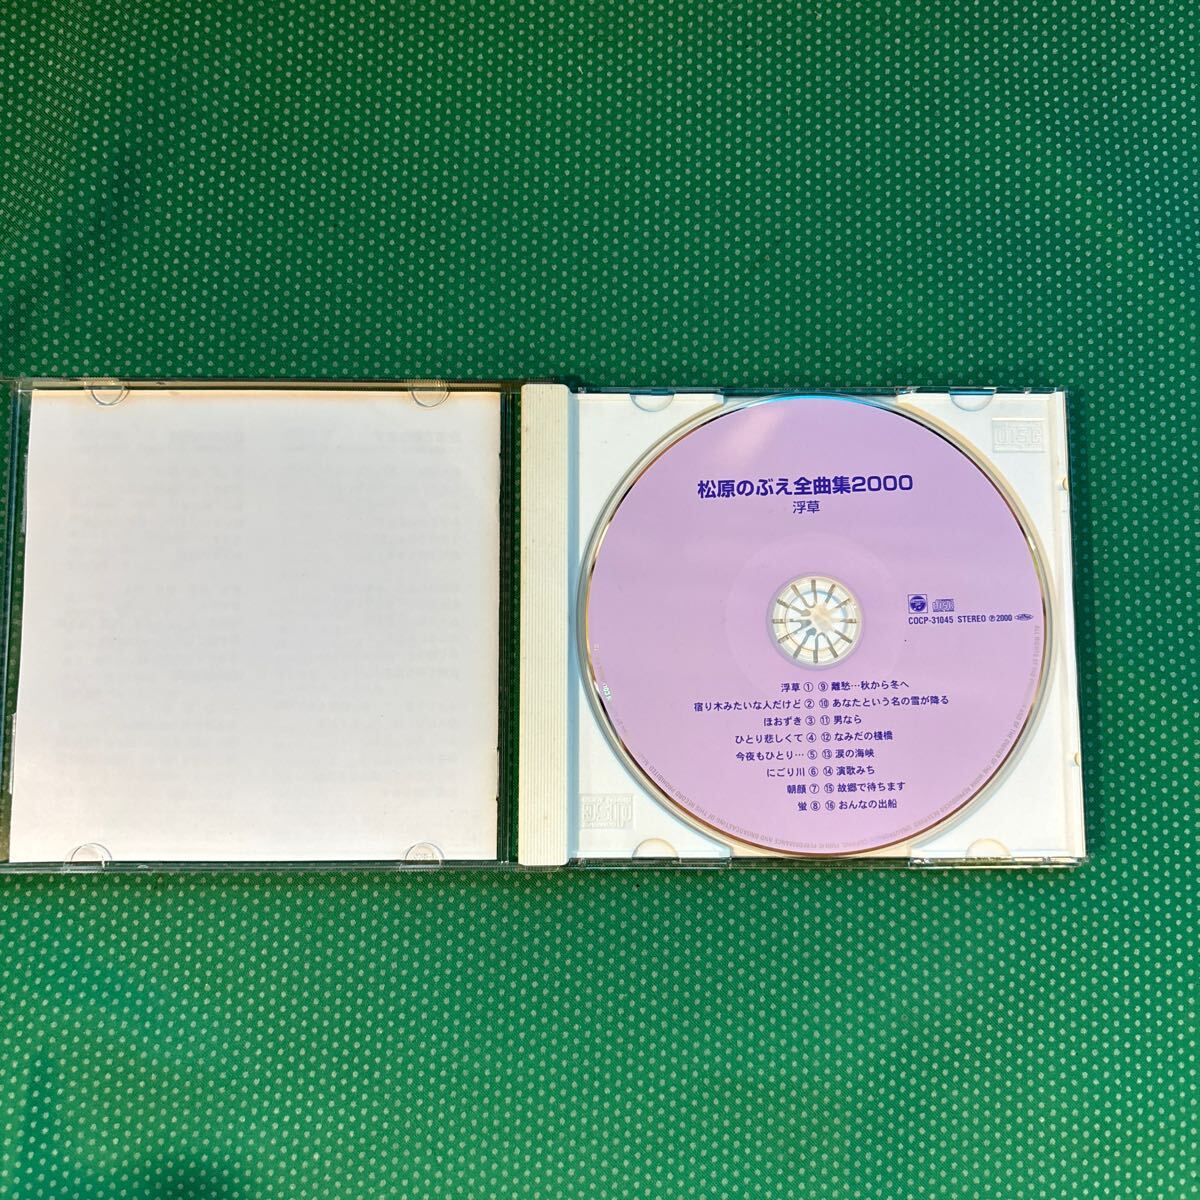 松原のぶえ全曲集2000
浮草
COCP-31045 STEREO ℗2000
浮草 ① ⑨ 離愁…秋から冬へ
宿り木みたいな人だけど ② ⑩ あなたという名の雪が降る
ほおずき ③ ⑪ 男なら
ひとり悲しくて ④ ⑫ なみだの棧橋
今夜もひとり… ⑤ ⑬ 涙の海峡
にごり川 ⑥ ⑭ 演歌みち
朝顔 ⑦ ⑮ 故郷で待ちます
蛍 ⑧ ⑯ おんなの出船
disc
disc